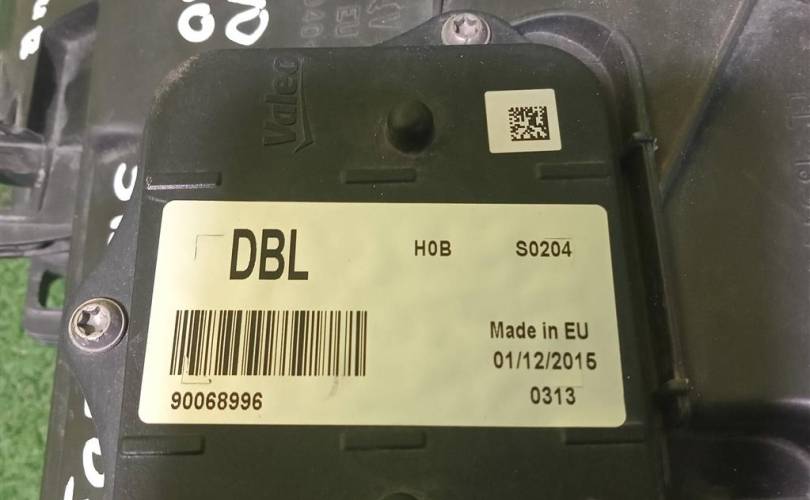 Valeo
DBL H0B S0204
Made in EU
01/12/2015
90068996 0313